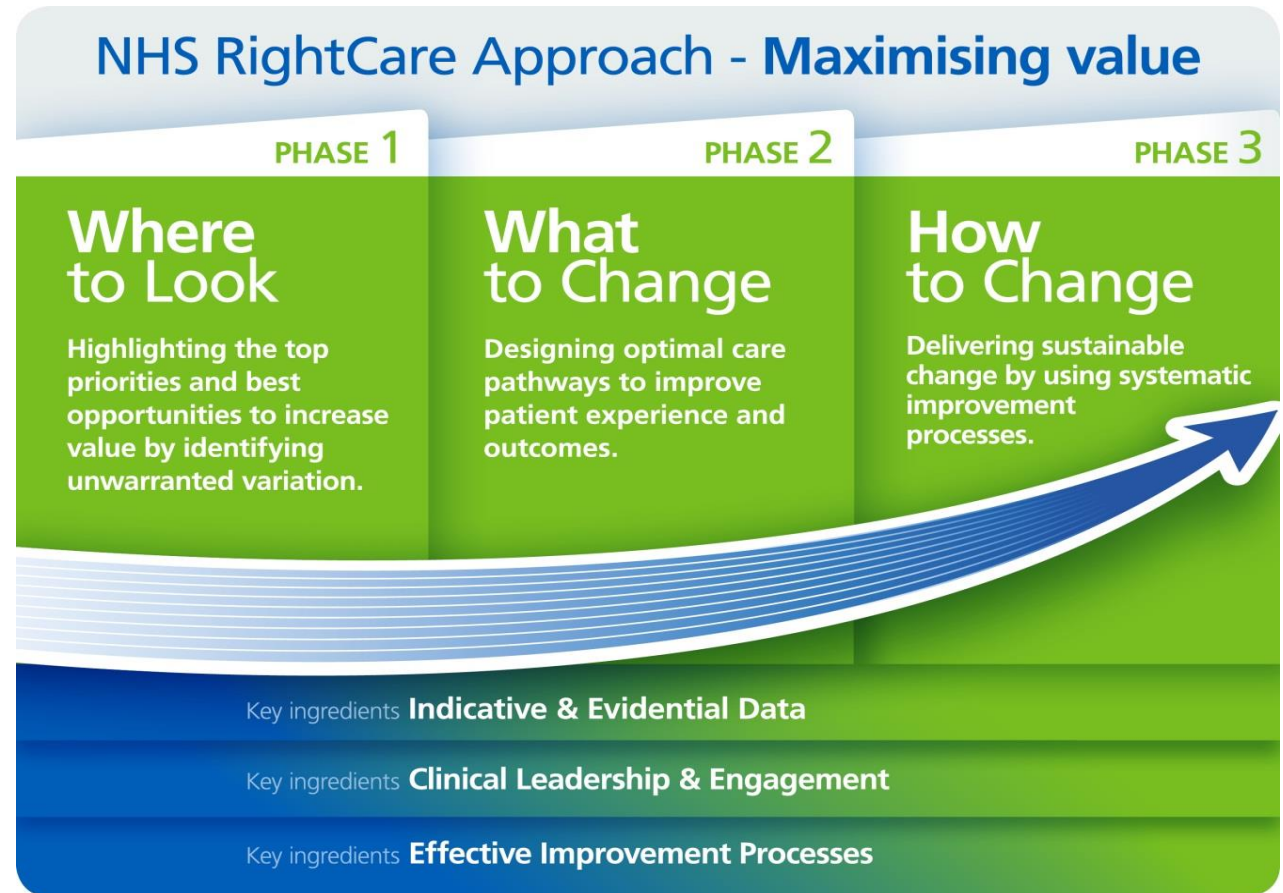 NHS RightCare Approach - Maximising value
PHASE 1
Where
to Look
Highlighting the top
priorities and best
opportunities to increase
value by identifying
unwarranted variation.
PHASE 2
What
to Change
Designing optimal care
pathways to improve
patient experience and
outcomes.
PHASE 3
How
to Change
Delivering sustainable
change by using systematic
improvement
processes.
Key ingredients Indicative & Evidential Data
Key ingredients Clinical Leadership & Engagement
Key ingredients Effective Improvement Processes